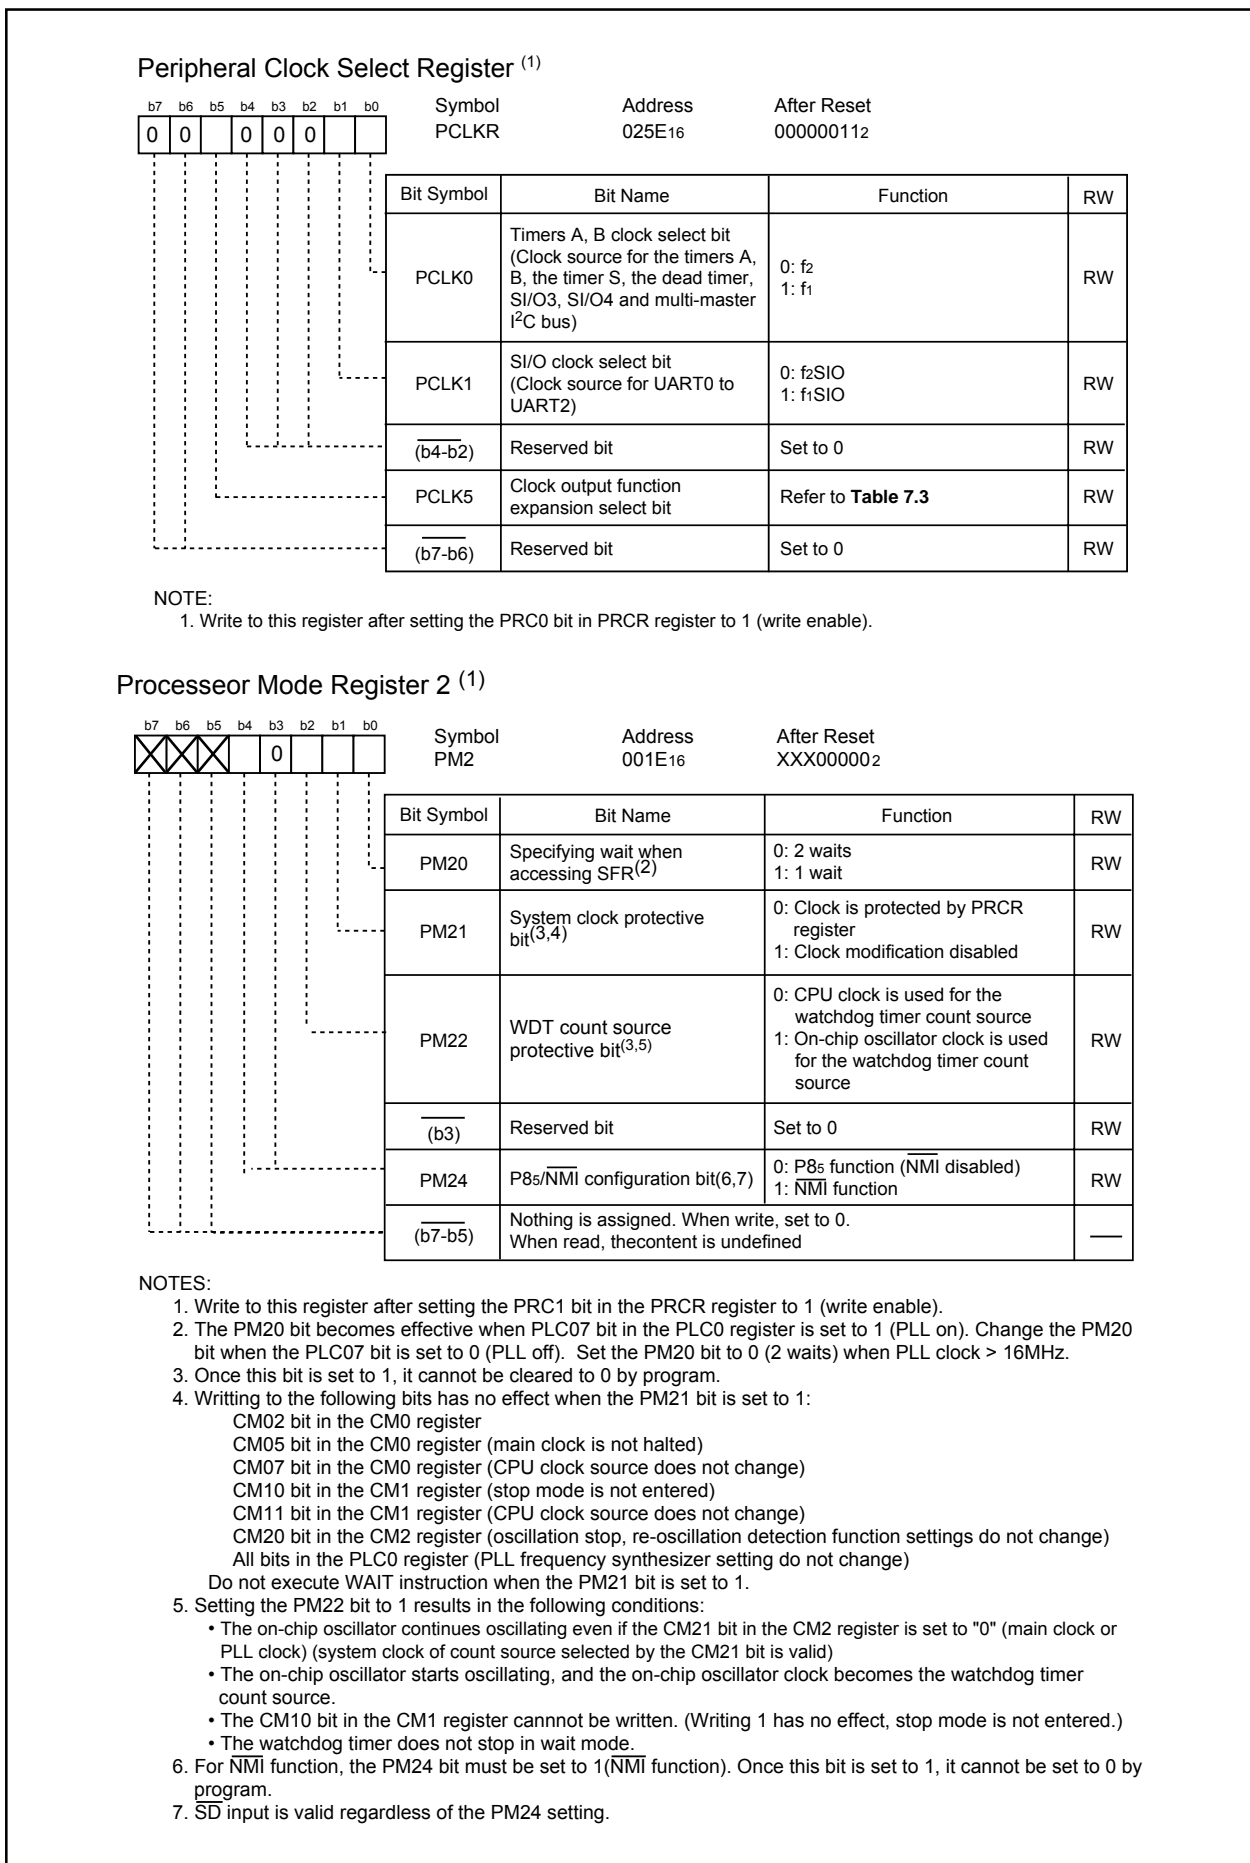 Peripheral Clock Select Register (1)
b7 b6 b5 b4 b3 b2 b1 b0
0 0 0 0 0
Symbol Address After Reset
PCLKR 025E16 000000112
Bit Symbol Bit Name Function RW
PCLK0
Timers A, B clock select bit
(Clock source for the timers A,
B, the timer S, the dead timer,
SI/O3, SI/O4 and multi-master
I2C bus)
0: f2
1: f1
RW
PCLK1
SI/O clock select bit
(Clock source for UART0 to
UART2)
0: f2SIO
1: f1SIO
RW
(b4-b2) Reserved bit Set to 0 RW
PCLK5
Clock output function
expansion select bit
Refer to Table 7.3
RW
(b7-b6) Reserved bit Set to 0 RW
NOTE:
1. Write to this register after setting the PRC0 bit in PRCR register to 1 (write enable).
Processeor Mode Register 2 (1)
b7 b6 b5 b4 b3 b2 b1 b0
0
Symbol Address After Reset
PM2 001E16 XXX000002
Bit Symbol Bit Name Function RW
PM20
Specifying wait when
accessing SFR(2)
0: 2 waits
1: 1 wait
RW
PM21
System clock protective
bit(3,4)
0: Clock is protected by PRCR
register
1: Clock modification disabled
RW
PM22
WDT count source
protective bit(3,5)
0: CPU clock is used for the
watchdog timer count source
1: On-chip oscillator clock is used
for the watchdog timer count
source
RW
(b3) Reserved bit Set to 0 RW
PM24
P85/NMI configuration bit(6,7)
0: P85 function (NMI disabled)
1: NMI function
RW
(b7-b5)
Nothing is assigned. When write, set to 0.
When read, thecontent is undefined
NOTES:
1. Write to this register after setting the PRC1 bit in the PRCR register to 1 (write enable).
2. The PM20 bit becomes effective when PLC07 bit in the PLC0 register is set to 1 (PLL on). Change the PM20
bit when the PLC07 bit is set to 0 (PLL off). Set the PM20 bit to 0 (2 waits) when PLL clock > 16MHz.
3. Once this bit is set to 1, it cannot be cleared to 0 by program.
4. Writting to the following bits has no effect when the PM21 bit is set to 1:
CM02 bit in the CM0 register
CM05 bit in the CM0 register (main clock is not halted)
CM07 bit in the CM0 register (CPU clock source does not change)
CM10 bit in the CM1 register (stop mode is not entered)
CM11 bit in the CM1 register (CPU clock source does not change)
CM20 bit in the CM2 register (oscillation stop, re-oscillation detection function settings do not change)
All bits in the PLC0 register (PLL frequency synthesizer setting do not change)
Do not execute WAIT instruction when the PM21 bit is set to 1.
5. Setting the PM22 bit to 1 results in the following conditions:
• The on-chip oscillator continues oscillating even if the CM21 bit in the CM2 register is set to "0" (main clock or
PLL clock) (system clock of count source selected by the CM21 bit is valid)
• The on-chip oscillator starts oscillating, and the on-chip oscillator clock becomes the watchdog timer
count source.
• The CM10 bit in the CM1 register cannnot be written. (Writing 1 has no effect, stop mode is not entered.)
• The watchdog timer does not stop in wait mode.
6. For NMI function, the PM24 bit must be set to 1(NMI function). Once this bit is set to 1, it cannot be set to 0 by
program.
7. SD input is valid regardless of the PM24 setting.